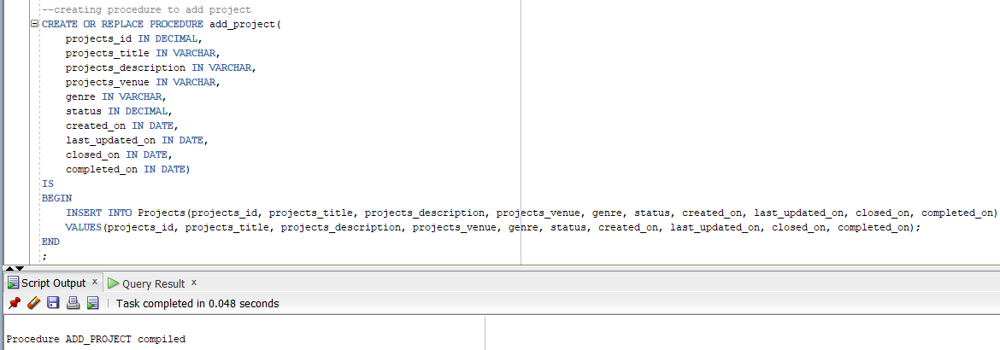 --creating procedure to add project
CREATE OR REPLACE PROCEDURE add_project(
projects_id IN DECIMAL,
projects_title IN VARCHAR,
projects_description IN VARCHAR,
projects_venue IN VARCHAR,
genre IN VARCHAR,
status IN DECIMAL,
created_on IN DATE,
last_updated_on IN DATE,
closed_on IN DATE,
completed_on IN DATE)
IS
BEGIN
INSERT INTO Projects(projects_id, projects_title, projects_description, projects_venue, genre, status, created_on, last_updated_on, closed_on, completed_on)
VALUES(projects_id, projects_title, projects_description, projects_venue, genre, status, created_on, last_updated_on, closed_on, completed_on);
END
;
Script Output x Query Result x
Task completed in 0.048 seconds
Procedure ADD_PROJECT compiled